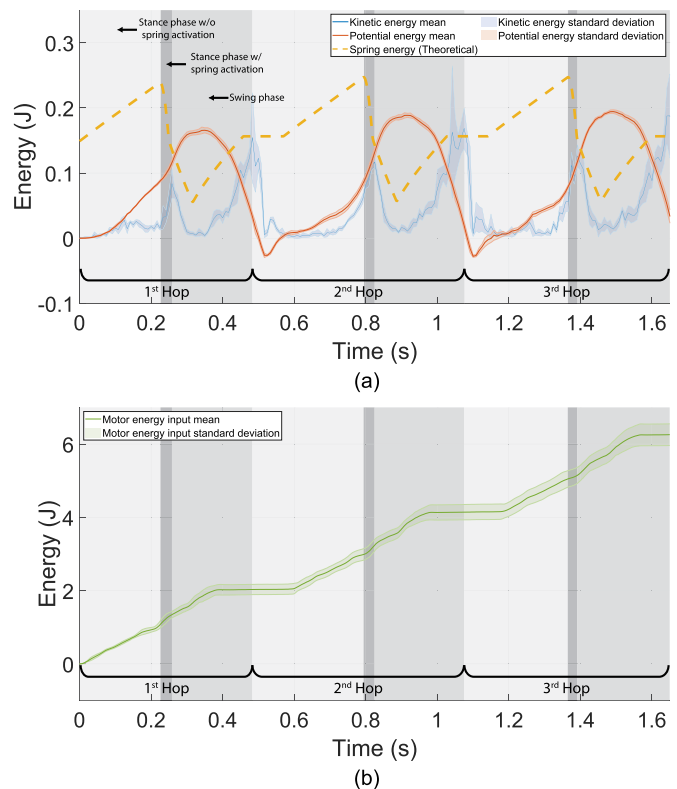 Kinetic energy mean
Potential energy mean
Spring energy (Theoretical)
Kinetic energy standard deviation
Potential energy standard deviation
Stance phase w/o
spring activation
Stance phase w/
spring activation
Swing phase
Energy (J)
0.3
0.2
0.1
0
-0.1
1st Hop
2nd Hop
3rd Hop
0 0.2 0.4 0.6 0.8 1 1.2 1.4 1.6
Time (s)
(a)
Motor energy input mean
Motor energy input standard deviation
Energy (J)
6
4
2
0
1st Hop
2nd Hop
3rd Hop
0 0.2 0.4 0.6 0.8 1 1.2 1.4 1.6
Time (s)
(b)